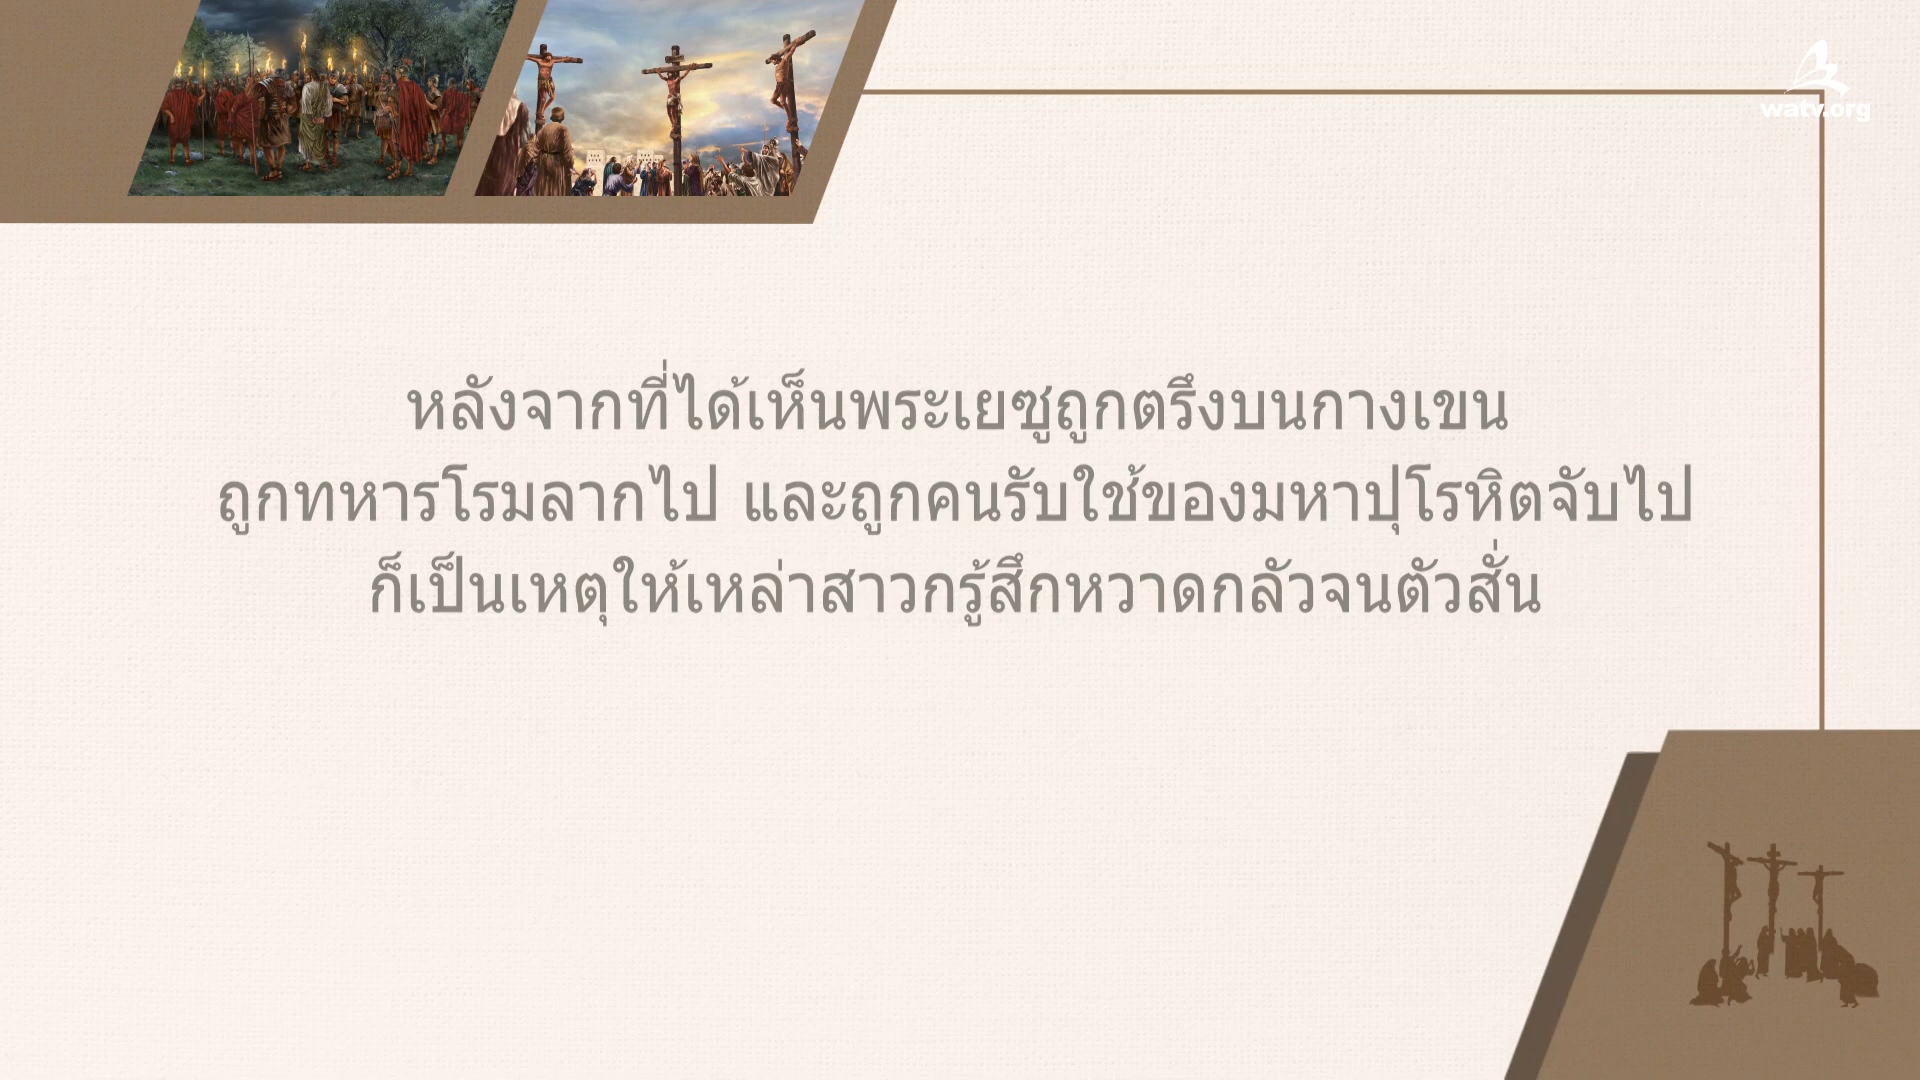 watv.org
หลังจากที่ได้เห็นพระเยซูถูกตรึงบนกางเขน
ถูกทหารโรมลากไป และถูกคนรับใช้ของมหาปุโรหิตจับไป
ก็เป็นเหตุให้เหล่าสาวกรู้สึกหวาดกลัวจนตัวสั่น